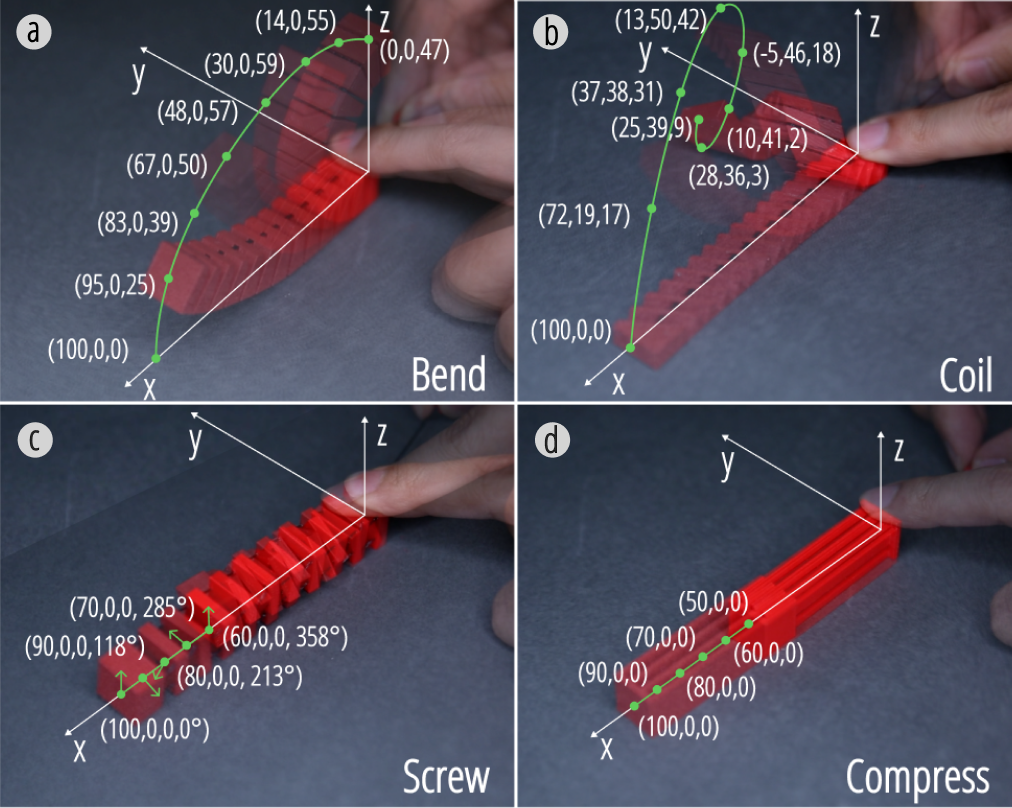 a
z
(14,0,55)
(0,0,47)
y
(30,0,59)
(48,0,57)
(67,0,50)
(83,0,39)
(95,0,25)
(100,0,0)
x
Bend
b
z
(13,50,42)
y
(-5,46,18)
(37,38,31)
(25,39,9)
(10,41,2)
(28,36,3)
(72,19,17)
(100,0,0)
x
Coil
c
y
z
(70,0,0, 285°)
(90,0,0,118°)
(60,0,0, 358°)
(80,0,0, 213°)
(100,0,0,0°)
x
Screw
d
y
z
(50,0,0)
(70,0,0)
(60,0,0)
(90,0,0)
(80,0,0)
(100,0,0)
x
Compress